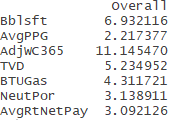 Overall
Bblsft 6.932116
AvgPPG 2.217377
AdjWC365 11.145470
TVD 5.234952
BTUGas 4.311721
NeutPor 3.138911
AvgRtNetPay 3.092126